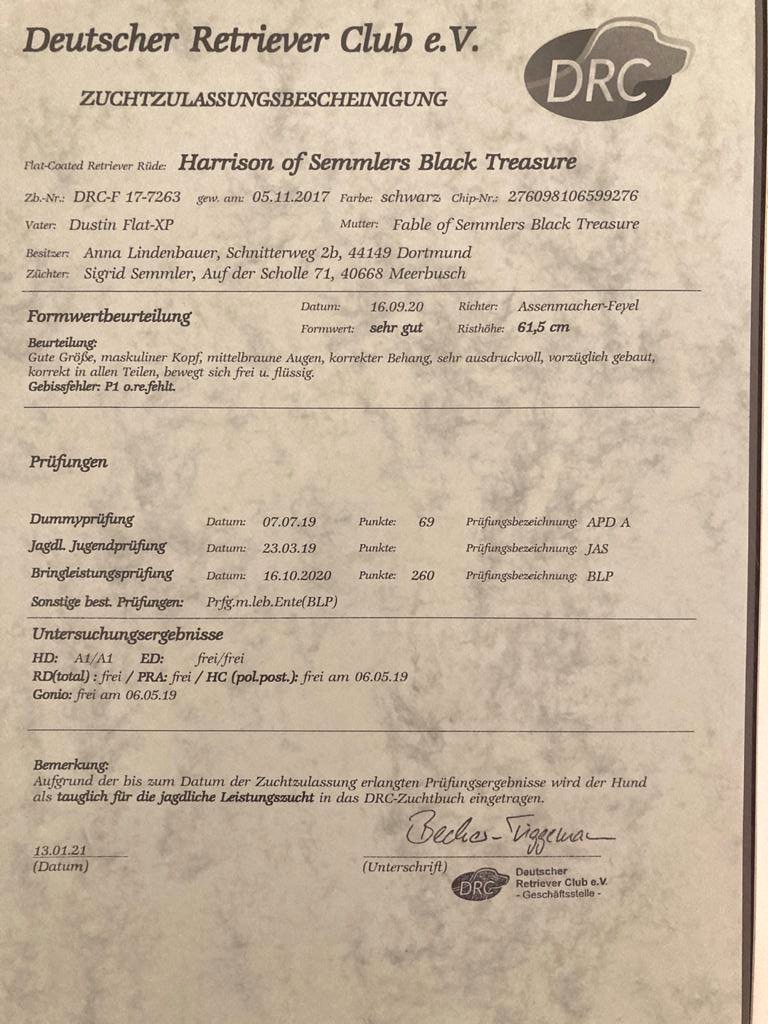 Deutscher Retriever Club e.V.
DRC
ZUCHTZULASSUNGSBESCHEINIGUNG
Flat-Coated Retriever Rüde: Harrison of Semmlers Black Treasure
Zb.-Nr.: DRC-F 17-7263 gew. am: 05.11.2017 Farbe: schwarz Chip-Nr.: 276098106599276
Vater: Dustin Flat-XP Mutter: Fable of Semmlers Black Treasure
Besitzer: Anna Lindenbauer, Schnitterweg 2b, 44149 Dortmund
Züchter: Sigrid Semmler, Auf der Scholle 71, 40668 Meerbusch
Formwertbeurteilung Datum: 16.09.20 Richter: Assenmacher-Feyel
Formwert: sehr gut Risthöhe: 61,5 cm
Beurteilung:
Gute Größe, maskuliner Kopf, mittelbraune Augen, korrekter Behang, sehr ausdruckvoll, vorzüglich gebaut,
korrekt in allen Teilen, bewegt sich frei u. flüssig.
Gebissfehler: P1 o.re.fehlt.
Prüfungen
Dummyprüfung Datum: 07.07.19 Punkte: 69 Prüfungsbezeichnung: APD A
Jagdl. Jugendprüfung Datum: 23.03.19 Punkte: Prüfungsbezeichnung: JAS
Bringleistungsprüfung Datum: 16.10.2020 Punkte: 260 Prüfungsbezeichnung: BLP
Sonstige best. Prüfungen: Prfg.m.leb.Ente(BLP)
Untersuchungsergebnisse
HD: A1/A1 ED: frei/frei
RD(total) : frei / PRA: frei / HC (pol.post.): frei am 06.05.19
Gonio: frei am 06.05.19
Bemerkung:
Aufgrund der bis zum Datum der Zuchtzulassung erlangten Prüfungsergebnisse wird der Hund
als tauglich für die jagdliche Leistungszucht in das DRC-Zuchtbuch eingetragen.
Becker-Tiggeman
13.01.21
(Datum) (Unterschrift)
DRC Deutscher
Retriever Club e.V.
- Geschäftsstelle -